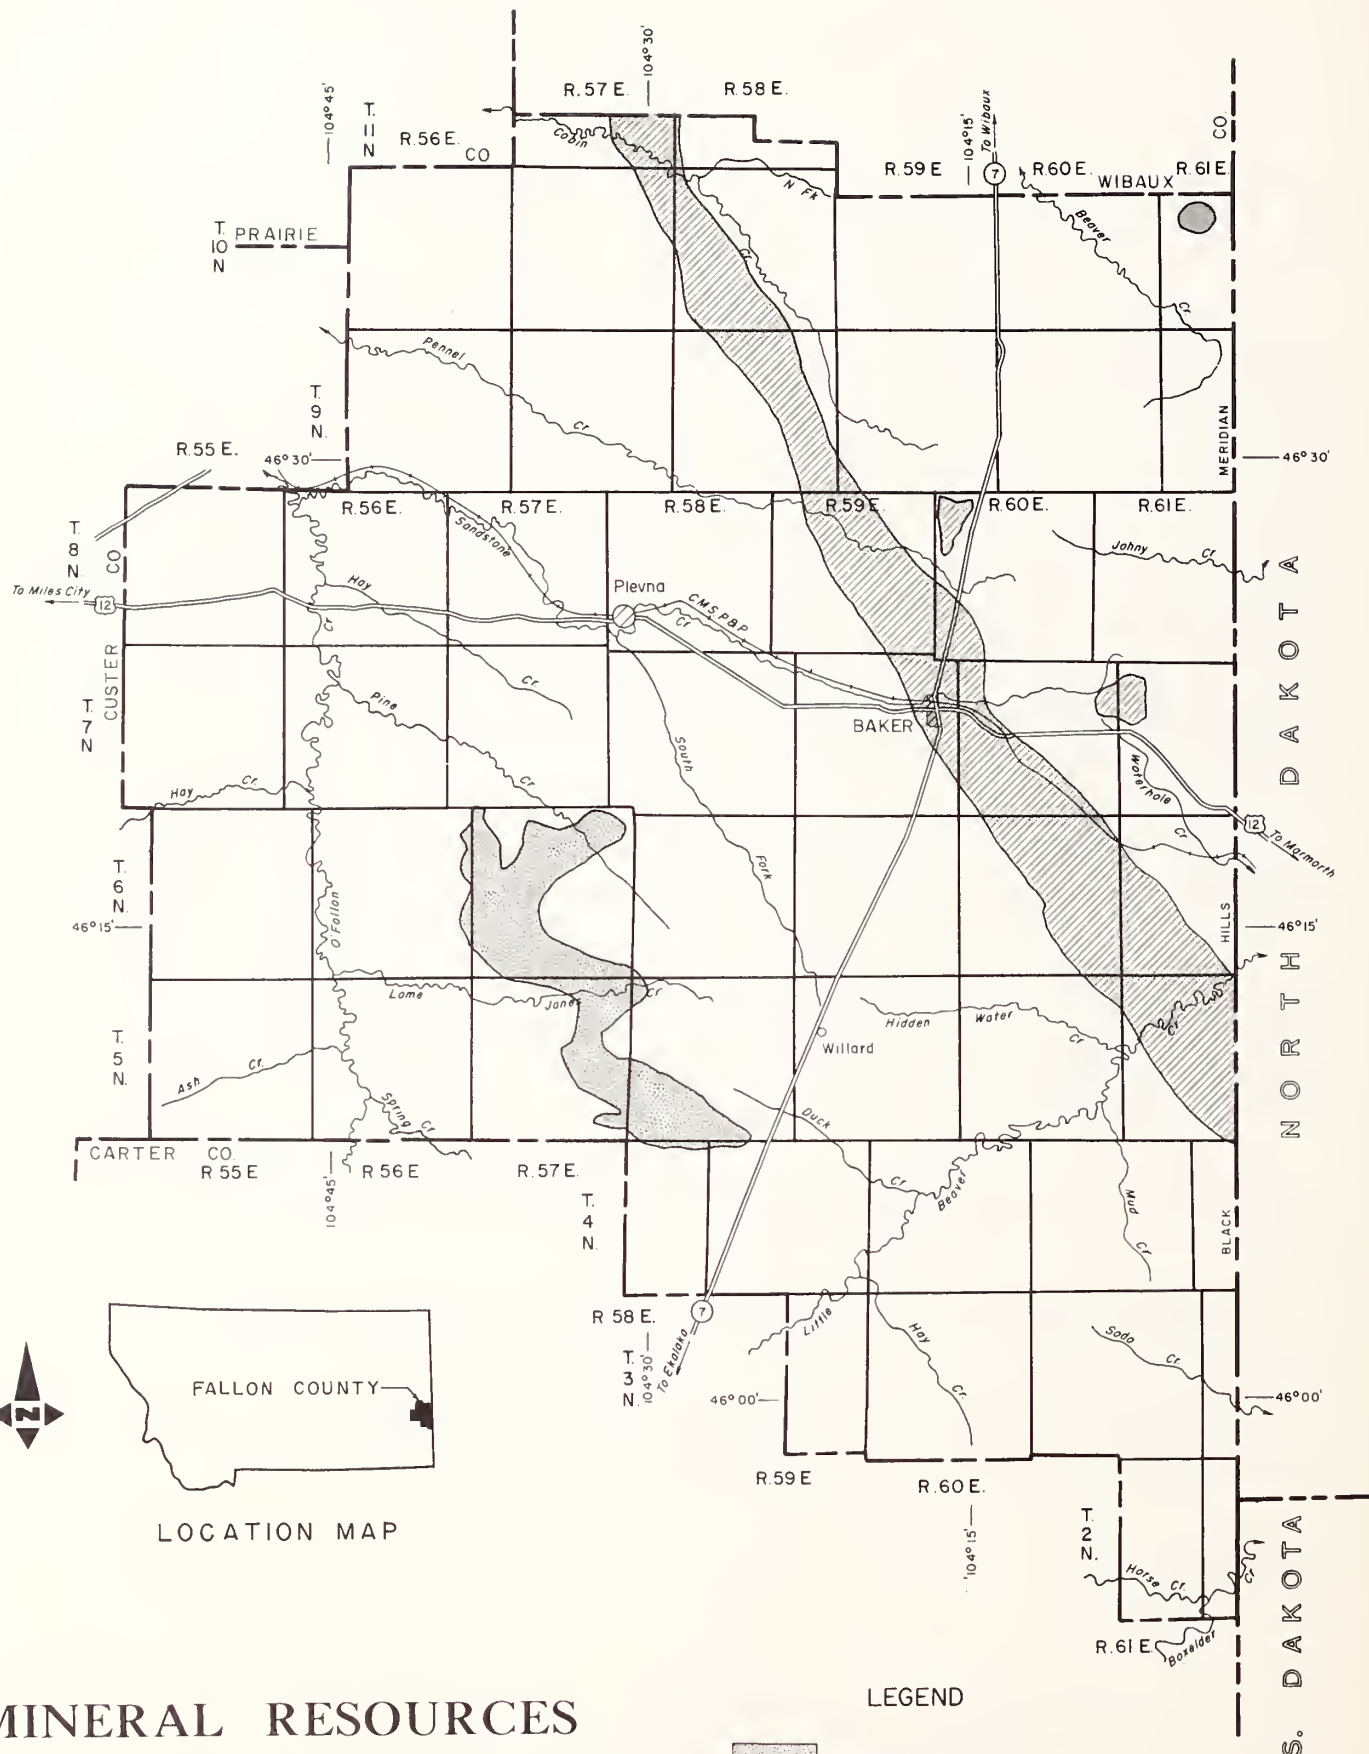 104°30'
R.57 E.
R.58 E.
104°45'
T.
11
N
R.56 E.
CO
Cabin
N Fk
Cr
R.59 E
104°15'
To Wibaux
7
R.60 E.
WIBAUX
R.61 E.
CO.
T.
10
N
PRAIRIE
Beaver
Cr
Pennel
Cr
T.
9
N.
MERIDIAN
R.55 E.
46°30'
46°30'
R.56 E.
R.57 E.
R.58 E.
R.59 E.
R.60 E.
R.61 E.
Sandstone
T.
8
N.
CO
Johny Cr
To Miles City
12
Hay
Cr
Plevna
CMSP&P
Cr
Cr
CUSTER
T.
7
N
Pine
Cr
BAKER
South
Waterhole
Cr
Hay Cr.
12
To Marmarth
T.
6
N.
Fork
O'Fallon
46°15'
46°15'
HILLS
Lame Jones Cr
Hidden Water Cr
Cr
Willard
T.
5
N.
Ash Cr.
Spring Cr
Duck
Cr
Beaver
Mud
Cr
CARTER CO.
R.55 E
R.56 E
R.57 E.
104°45'
T.
4
N.
BLACK
NORTH DAKOTA
R.58 E.
7
To Ekalaka
Little
Hay
Cr.
Soda
Cr.
T.
3
N.
104°30'
46°00'
46°00'
N
FALLON COUNTY
LOCATION MAP
R.59 E
R.60 E.
104°15'
T.
2
N.
Horse Cr.
Cr
R.61 E.
Boxelder
S. DAKOTA
LEGEND
MINERAL RESOURCES